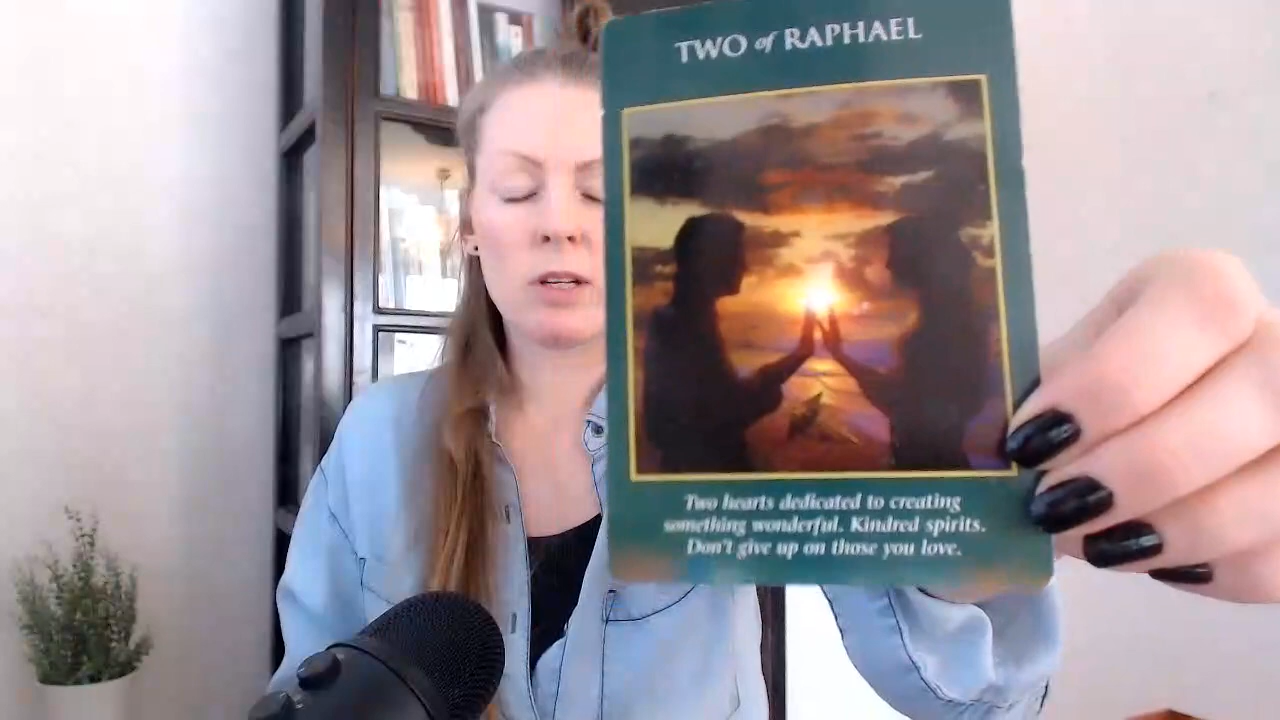 TWO of RAPHAEL
Two hearts dedicated to creating
something wonderful. Kindred spirits.
Don't give up on those you love.